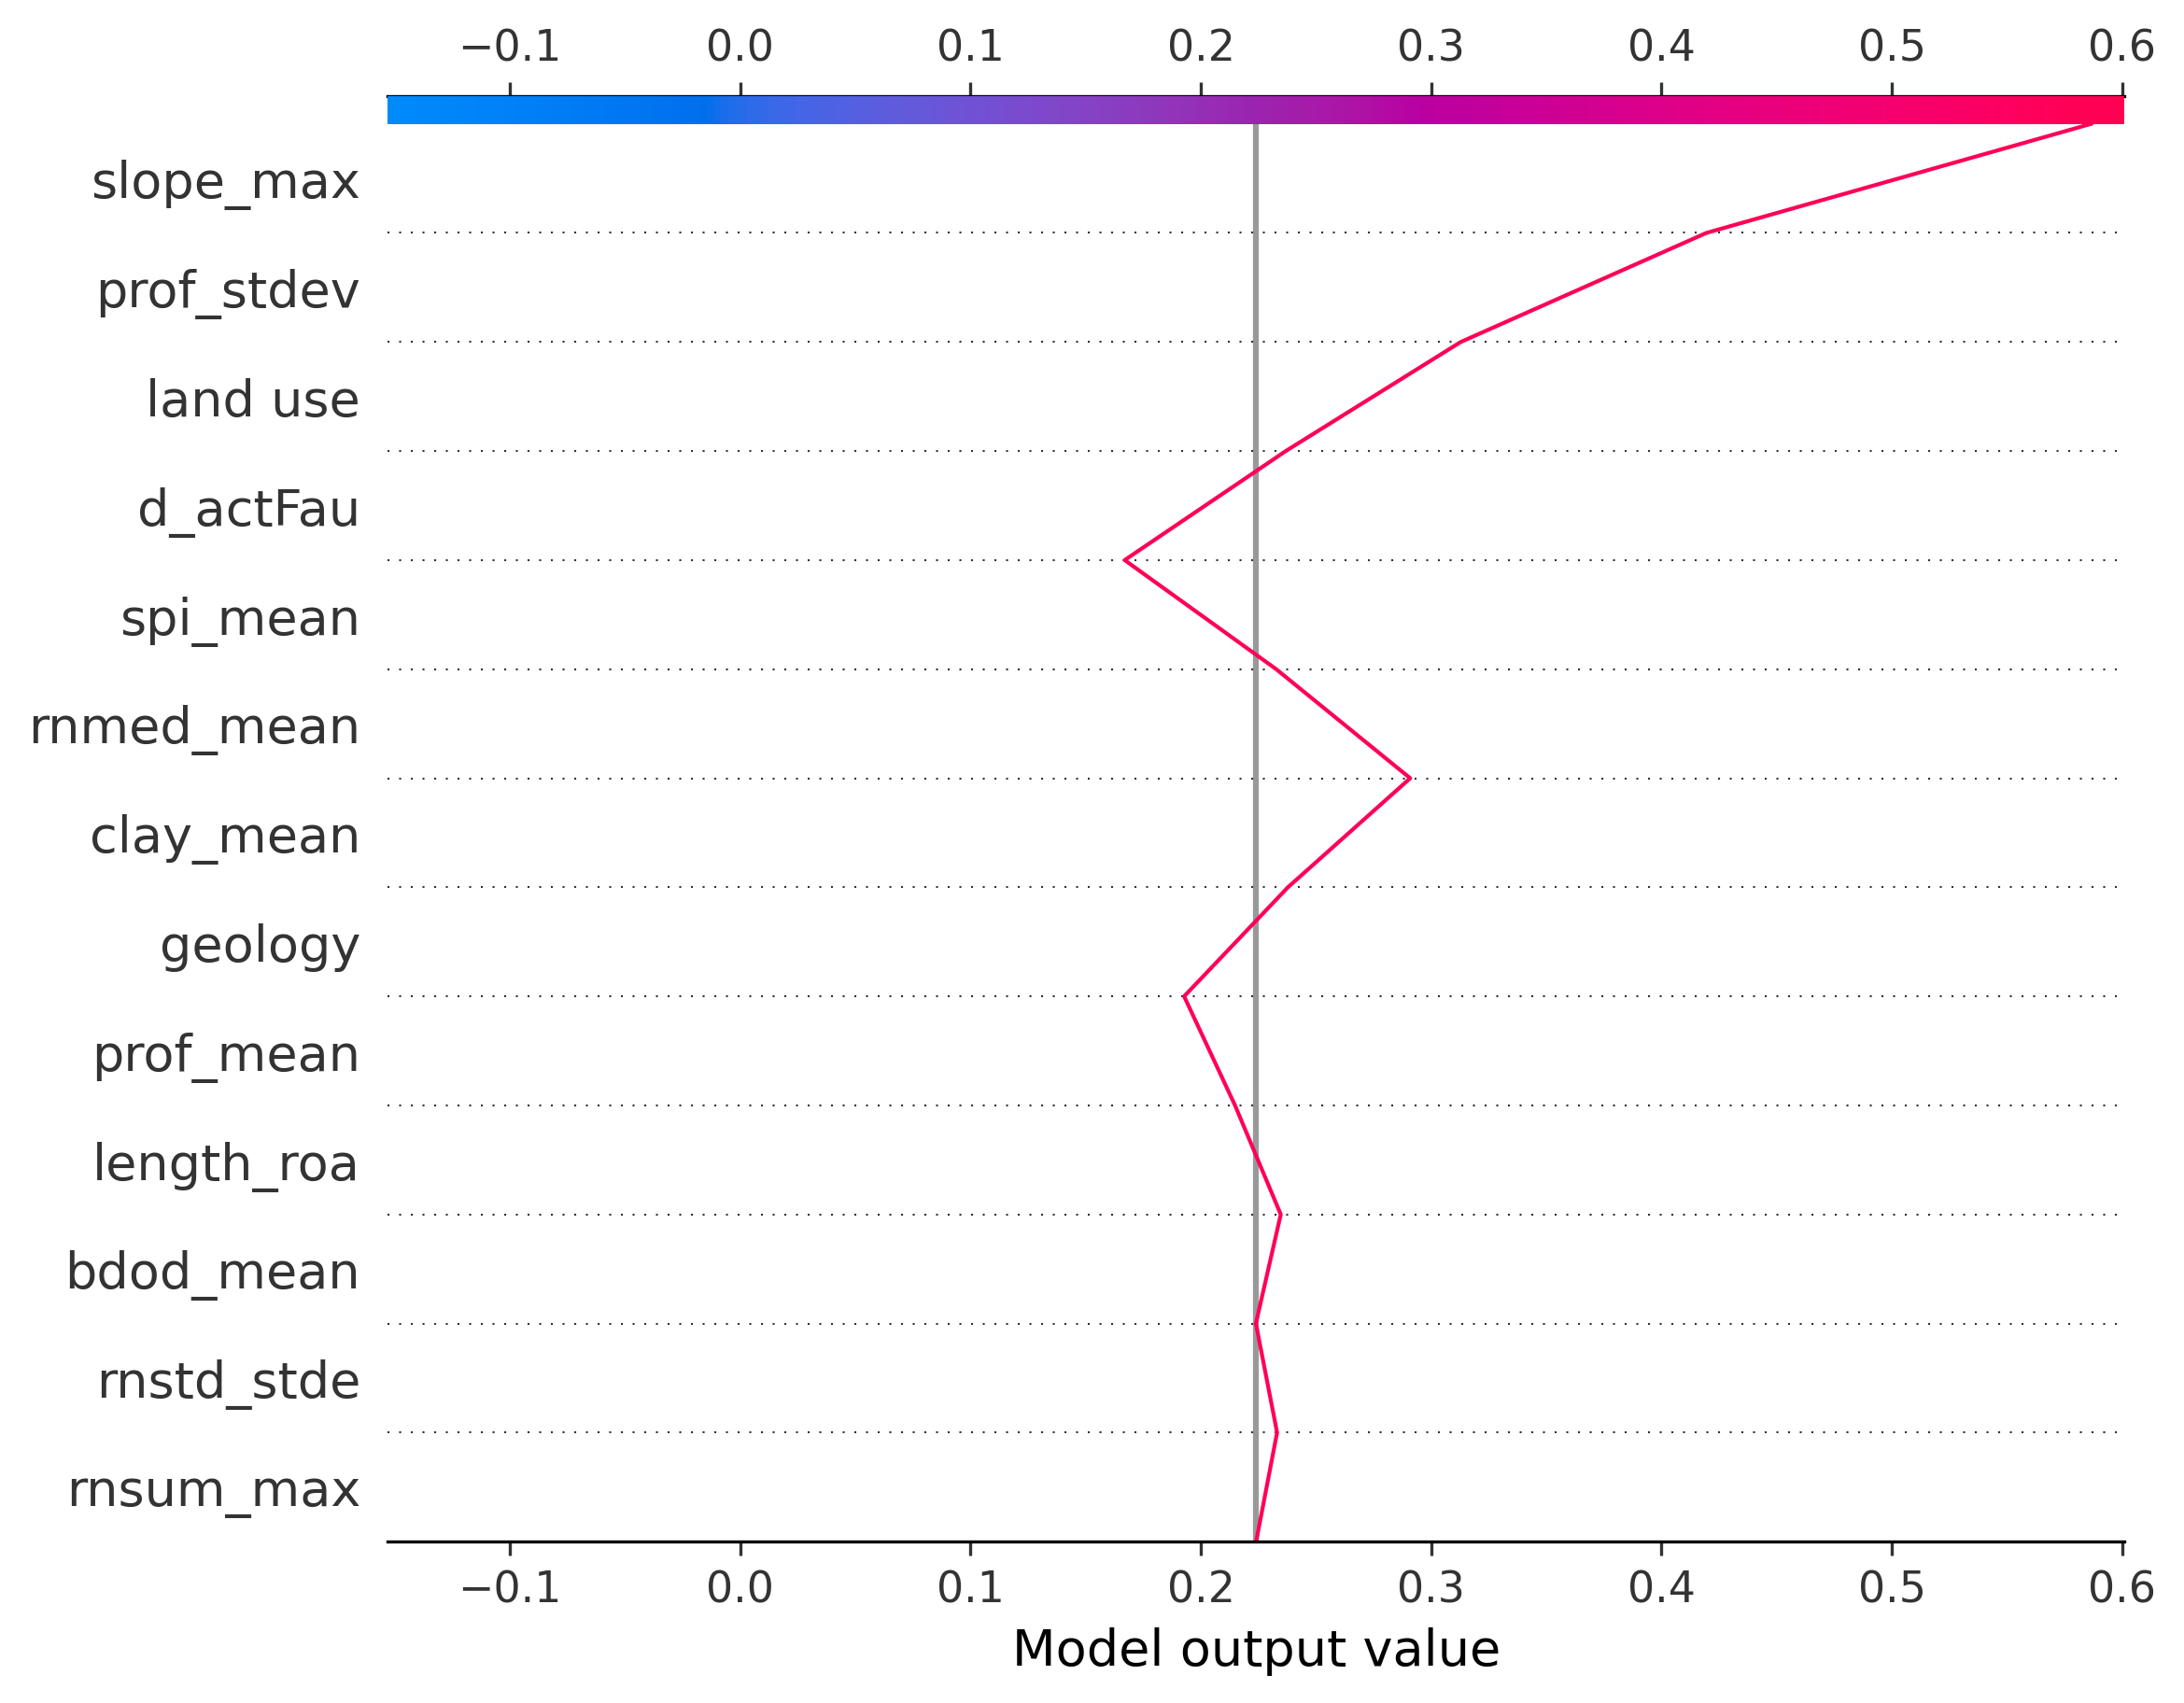 −0.1 0.0 0.1 0.2 0.3 0.4 0.5 0.6
slope_max
prof_stdev
land use
d_actFau
spi_mean
rnmed_mean
clay_mean
geology
prof_mean
length_roa
bdod_mean
rnstd_stde
rnsum_max
−0.1 0.0 0.1 0.2 0.3 0.4 0.5 0.6
Model output value